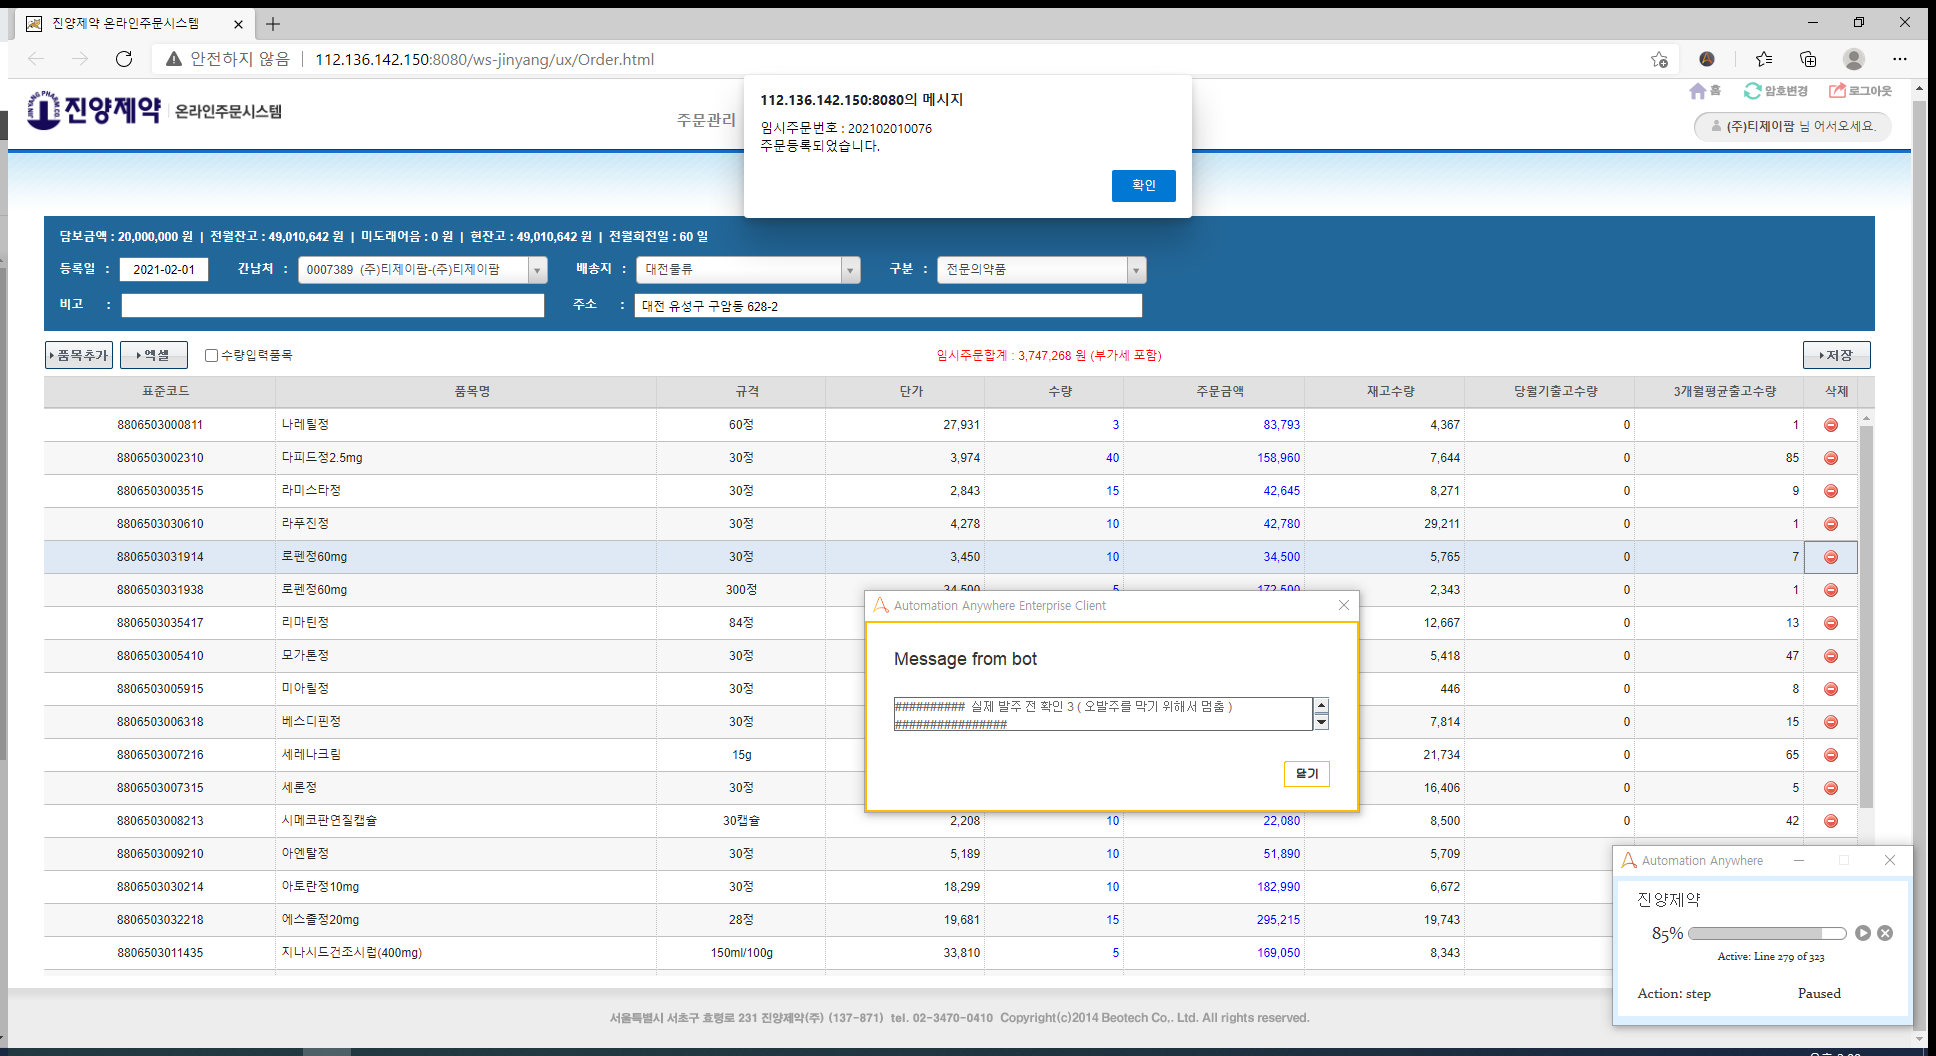 진양제약 온라인주문시스템
안전하지 않음 | 112.136.142.150:8080/ws-jinyang/ux/Order.html
JINYANG PHARM CO 진양제약 온라인주문시스템
주문관리
홈 암호변경 로그아웃
(주)티제이팜 님 어서오세요.
112.136.142.150:8080의 메시지
임시주문번호 : 202102010076
주문등록되었습니다.
확인
담보금액 : 20,000,000 원 | 전월잔고 : 49,010,642 원 | 미도래어음 : 0 원 | 현잔고 : 49,010,642 원 | 전월회전일 : 60 일
등록일 : 2021-02-01 간납처 : 0007389 (주)티제이팜-(주)티제이팜 배송지 : 대전물류 구분 : 전문의약품
비고 : 주소 : 대전 유성구 구암동 628-2
품목추가 엑셀 수량입력품목 임시주문합계 : 3,747,268 원 (부가세 포함) 저장
표준코드 품목명 규격 단가 수량 주문금액 재고수량 당월기출고수량 3개월평균출고수량 삭제
8806503000811 나레틸정 60정 27,931 3 83,793 4,367 0 1
8806503002310 다피드정2.5mg 30정 3,974 40 158,960 7,644 0 85
8806503003515 라미스타정 30정 2,843 15 42,645 8,271 0 9
8806503030610 라푸진정 30정 4,278 10 42,780 29,211 0 1
8806503031914 로펜정60mg 30정 3,450 10 34,500 5,765 0 7
8806503031938 로펜정60mg 300정 34,500 5 172,500 2,343 0 1
8806503035417 리마틴정 84정 12,667 0 13
8806503005410 모가톤정 30정 5,418 0 47
8806503005915 미아릴정 30정 446 0 8
8806503006318 베스디핀정 30정 7,814 0 15
8806503007216 세레나크림 15g 21,734 0 65
8806503007315 세론정 30정 16,406 0 5
8806503008213 시메코판연질캡슐 30캡슐 2,208 10 22,080 8,500 0 42
8806503009210 아엔탈정 30정 5,189 10 51,890 5,709
8806503030214 아토란정10mg 30정 18,299 10 182,990 6,672
8806503032218 에스졸정20mg 28정 19,681 15 295,215 19,743
8806503011435 지나시드건조시럽(400mg) 150ml/100g 33,810 5 169,050 8,343
Automation Anywhere Enterprise Client
Message from bot
########## 실제 발주 전 확인 3 ( 오발주를 막기 위해서 멈춤 )
################
닫기
Automation Anywhere
진양제약
85%
Active: Line 279 of 323
Action: step Paused
서울특별시 서초구 효령로 231 진양제약(주) (137-871) tel. 02-3470-0410 Copyright(c)2014 Beotech Co,. Ltd. All rights reserved.